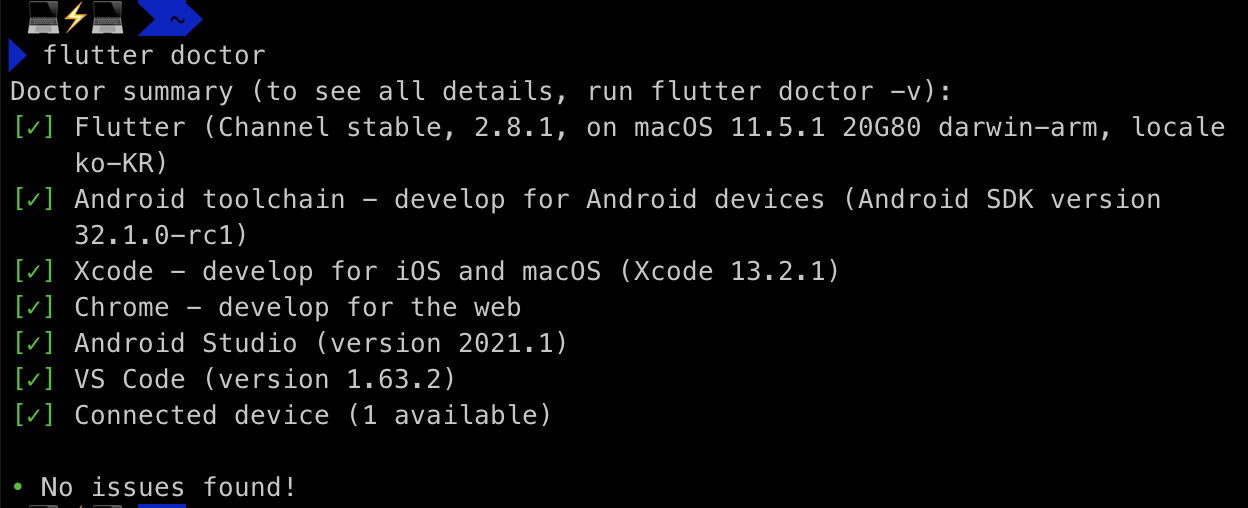 ~
flutter doctor
Doctor summary (to see all details, run flutter doctor -v):
[✓] Flutter (Channel stable, 2.8.1, on macOS 11.5.1 20G80 darwin-arm, locale
ko-KR)
[✓] Android toolchain - develop for Android devices (Android SDK version
32.1.0-rc1)
[✓] Xcode - develop for iOS and macOS (Xcode 13.2.1)
[✓] Chrome - develop for the web
[✓] Android Studio (version 2021.1)
[✓] VS Code (version 1.63.2)
[✓] Connected device (1 available)
• No issues found!